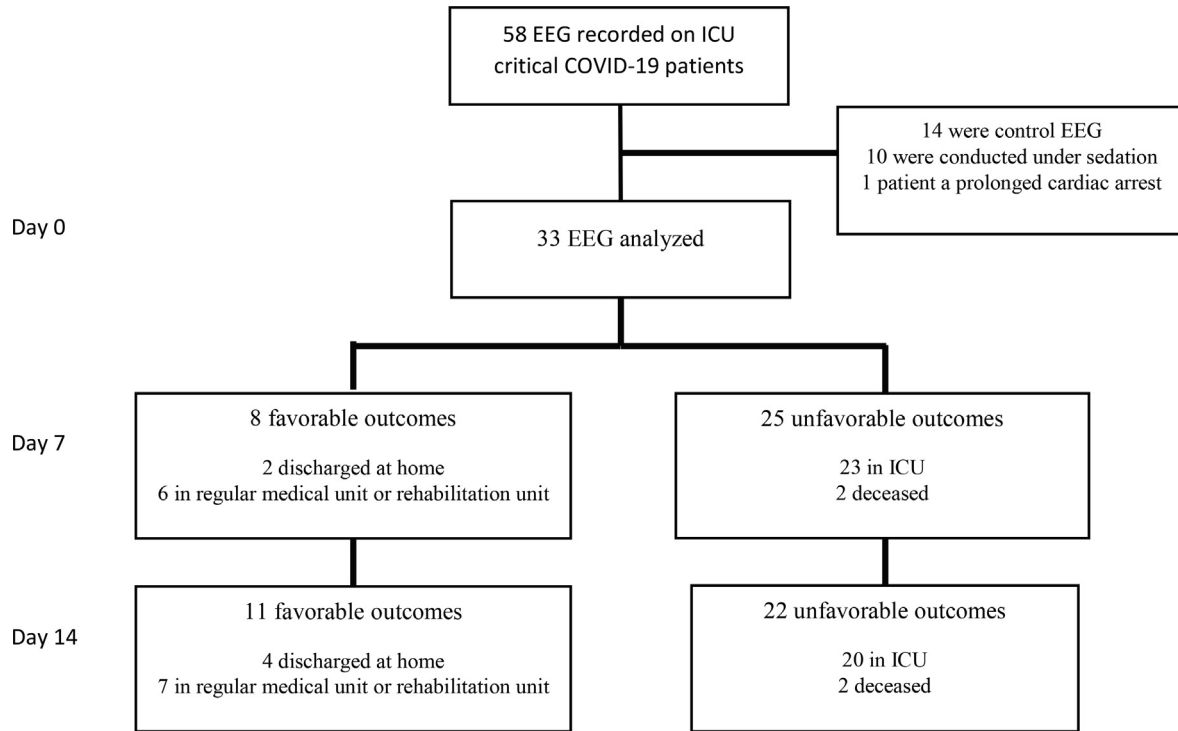 58 EEG recorded on ICU
critical COVID-19 patients
14 were control EEG
10 were conducted under sedation
1 patient a prolonged cardiac arrest
Day 0
33 EEG analyzed
Day 7
8 favorable outcomes
2 discharged at home
6 in regular medical unit or rehabilitation unit
25 unfavorable outcomes
23 in ICU
2 deceased
Day 14
11 favorable outcomes
4 discharged at home
7 in regular medical unit or rehabilitation unit
22 unfavorable outcomes
20 in ICU
2 deceased